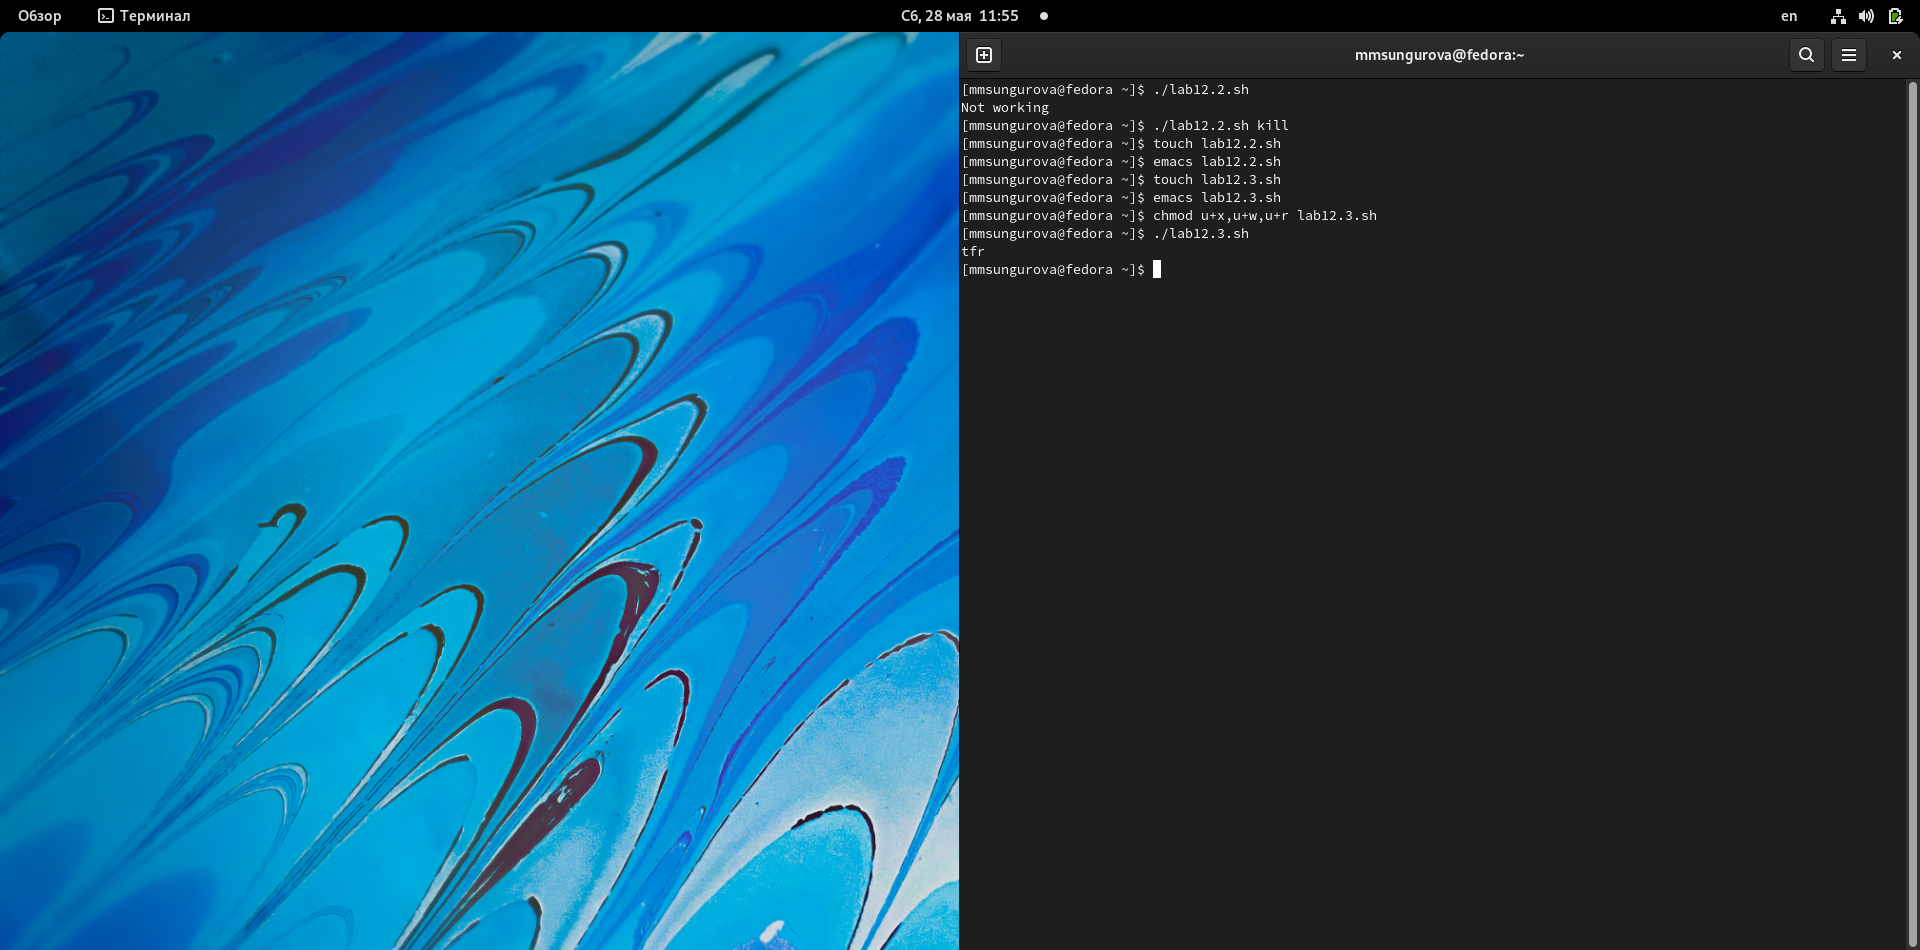 Обзор Терминал Сб, 28 мая 11:55 en
mmsungurova@fedora:~
[mmsungurova@fedora ~]$ ./lab12.2.sh
Not working
[mmsungurova@fedora ~]$ ./lab12.2.sh kill
[mmsungurova@fedora ~]$ touch lab12.2.sh
[mmsungurova@fedora ~]$ emacs lab12.2.sh
[mmsungurova@fedora ~]$ touch lab12.3.sh
[mmsungurova@fedora ~]$ emacs lab12.3.sh
[mmsungurova@fedora ~]$ chmod u+x,u+w,u+r lab12.3.sh
[mmsungurova@fedora ~]$ ./lab12.3.sh
tfr
[mmsungurova@fedora ~]$